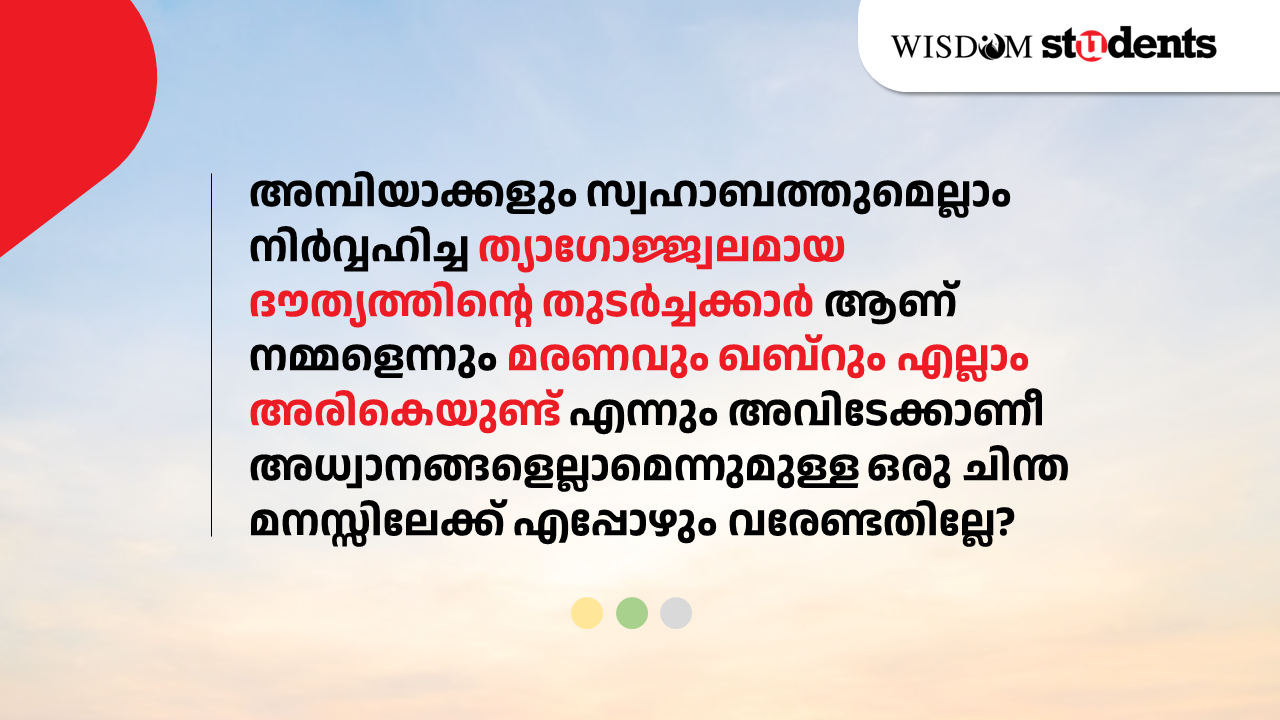 WISDOM students
അമ്പിയാക്കളും സ്വഹാബത്തുമെല്ലാം
നിർവ്വഹിച്ച ത്യാഗോജ്ജ്വലമായ
ദൗത്യത്തിന്റെ തുടർച്ചക്കാർ ആണ്
നമ്മളെന്നും മരണവും ഖബ്റും എല്ലാം
അരികെയുണ്ട് എന്നും അവിടേക്കാണീ
അധ്വാനങ്ങളെല്ലാമെന്നുമുള്ള ഒരു ചിന്ത
മനസ്സിലേക്ക് എപ്പോഴും വരേണ്ടതില്ലേ?